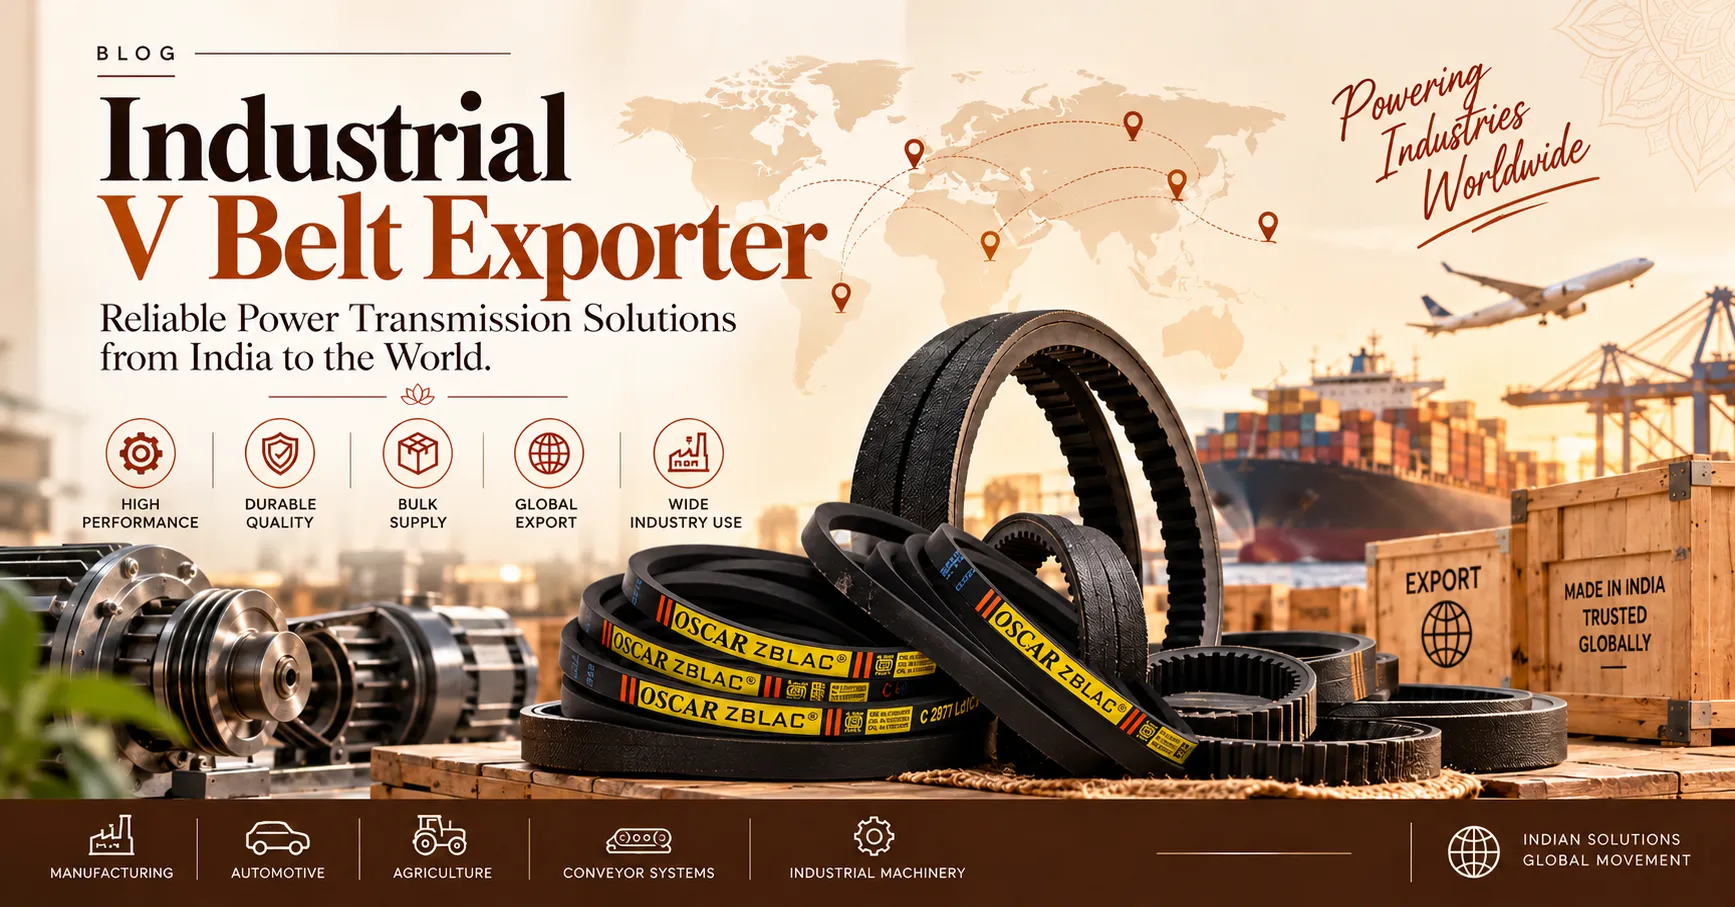 BLOG
Industrial
V Belt Exporter
Reliable Power Transmission Solutions
from India to the World.
Powering
Industries
Worldwide
HIGH
PERFORMANCE
DURABLE
QUALITY
BULK
SUPPLY
GLOBAL
EXPORT
WIDE
INDUSTRY USE
OSCAR ZBLAC®
OSCAR ZBLAC®
OSCAR ZBLAC®
C 2877 Ld
OSCAR ZBLAC®
EXPORT
MADE IN INDIA
TRUSTED
GLOBALLY
MANUFACTURING
AUTOMOTIVE
AGRICULTURE
CONVEYOR SYSTEMS
INDUSTRIAL MACHINERY
INDIAN SOLUTIONS
GLOBAL MOVEMENT